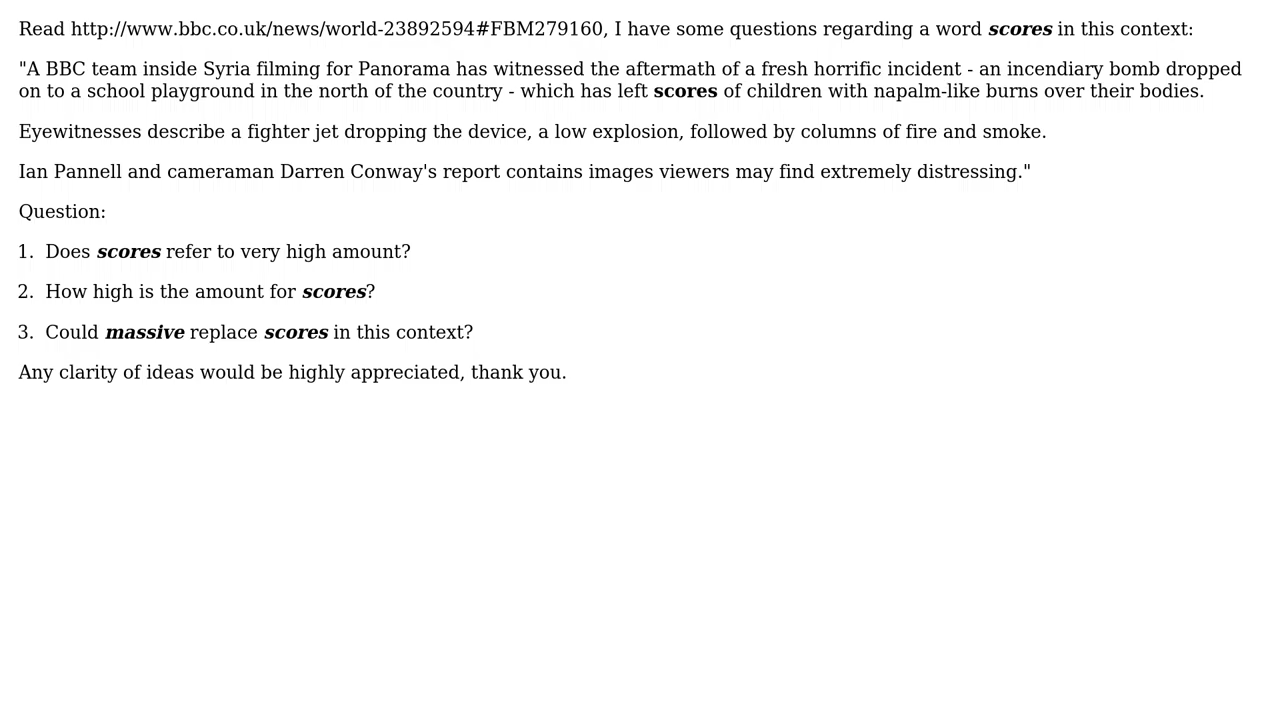 Read http://www.bbc.co.uk/news/world-23892594#FBM279160, I have some questions regarding a word scores in this context:
"A BBC team inside Syria filming for Panorama has witnessed the aftermath of a fresh horrific incident - an incendiary bomb dropped
on to a school playground in the north of the country - which has left scores of children with napalm-like burns over their bodies.
Eyewitnesses describe a fighter jet dropping the device, a low explosion, followed by columns of fire and smoke.
Ian Pannell and cameraman Darren Conway's report contains images viewers may find extremely distressing."
Question:
1. Does scores refer to very high amount?
2. How high is the amount for scores?
3. Could massive replace scores in this context?
Any clarity of ideas would be highly appreciated, thank you.